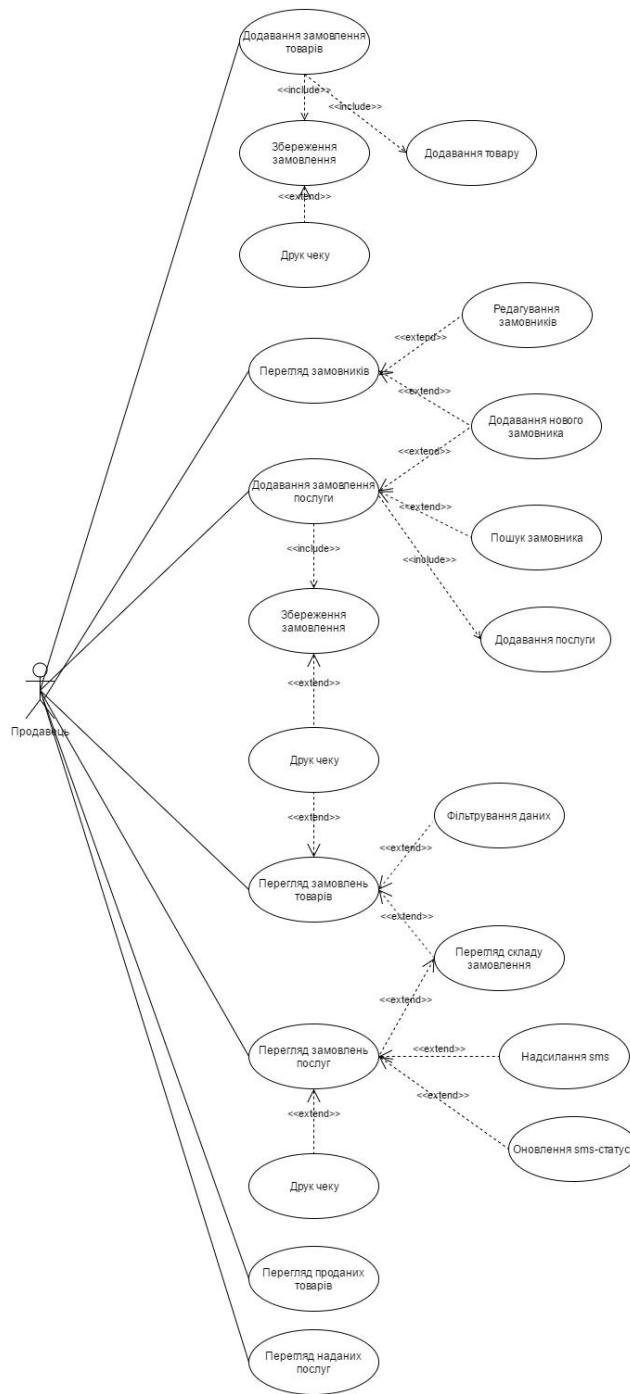 Додавання замовлення
товарів
<<include>>
<<include>>
Збереження
замовлення
Додавання товару
<<extend>>
Друк чеку
Редагування
замовників
<<extend>>
Перегляд замовників
<<extend>>
Додавання нового
замовника
<<extend>>
Додавання замовлення
послуги
<<extend>>
Пошук замовника
<<include>>
<<include>>
Збереження
замовлення
Додавання послуги
<<extend>>
Продавець
Друк чеку
<<extend>>
Фільтрування даних
<<extend>>
Перегляд замовлень
товарів
<<extend>>
Перегляд складу
замовлення
<<extend>>
Перегляд замовлень
послуг
<<extend>>
Надсилання sms
<<extend>>
<<extend>>
Оновлення sms-статус
Друк чеку
Перегляд проданих
товарів
Перегляд наданих
послуг